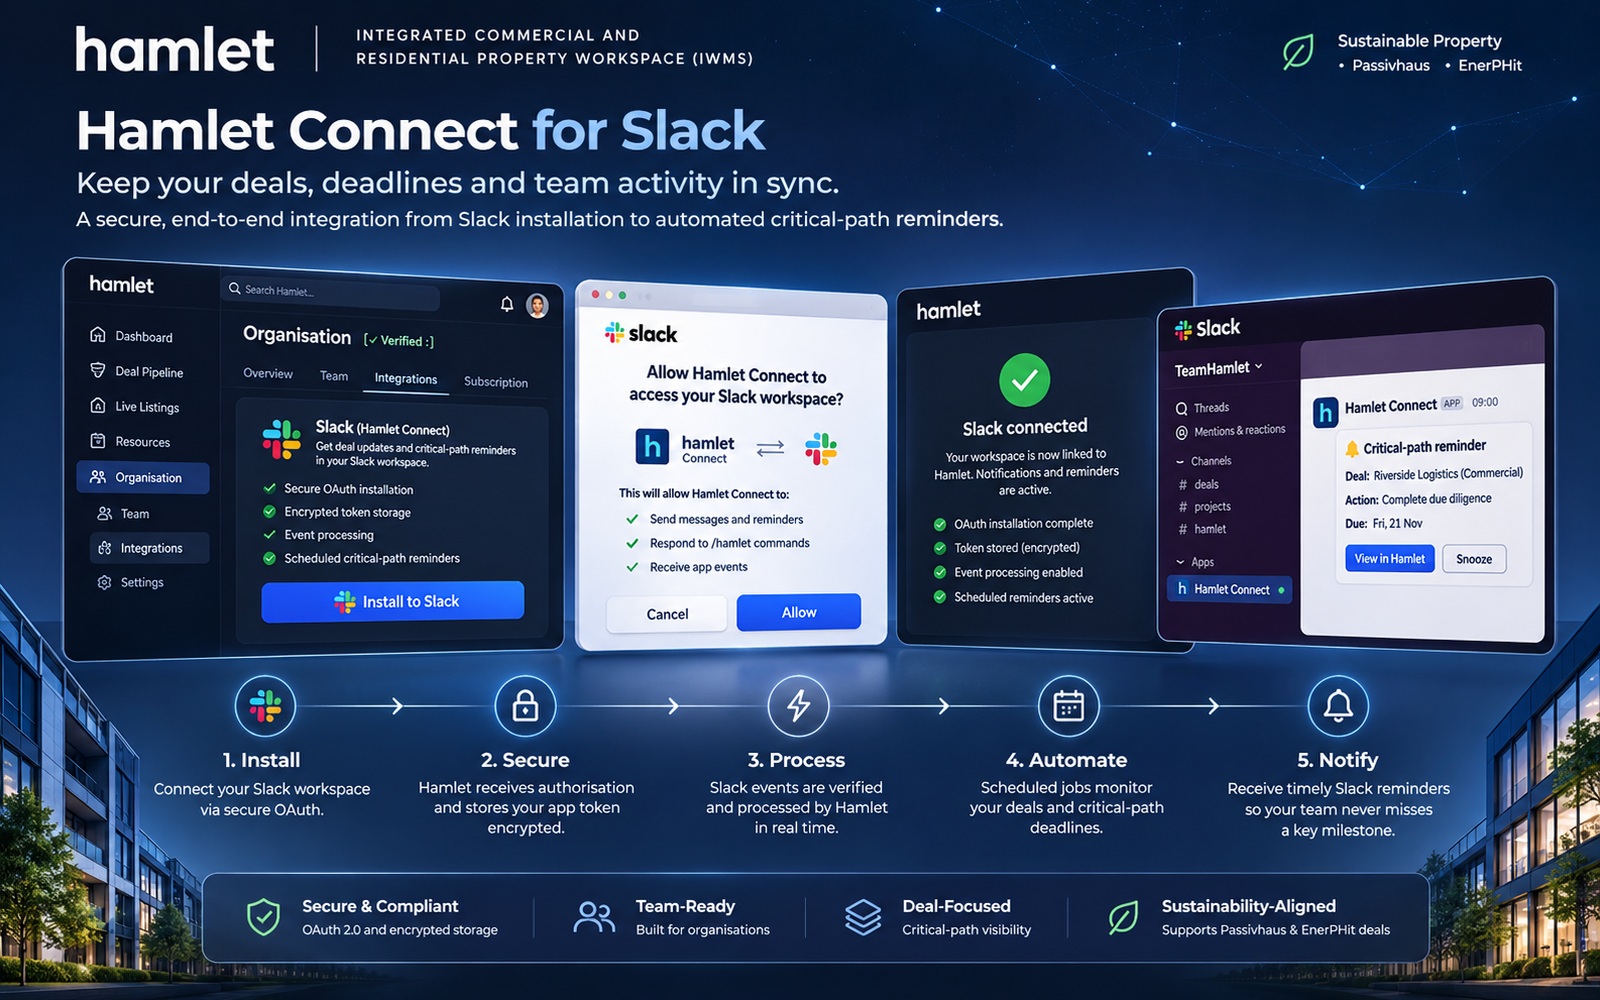 hamlet
INTEGRATED COMMERCIAL AND
RESIDENTIAL PROPERTY WORKSPACE (IWMS)
Sustainable Property
• Passivhaus • EnerPHit
Hamlet Connect for Slack
Keep your deals, deadlines and team activity in sync.
A secure, end-to-end integration from Slack installation to automated critical-path reminders.
hamlet
Search Hamlet...
Dashboard
Deal Pipeline
Live Listings
Resources
Organisation
Team
Integrations
Settings
Organisation [✓ Verified :]
Overview Team Integrations Subscription
Slack (Hamlet Connect)
Get deal updates and critical-path reminders
in your Slack workspace.
Secure OAuth installation
Encrypted token storage
Event processing
Scheduled critical-path reminders
Install to Slack
slack
Allow Hamlet Connect to
access your Slack workspace?
h hamlet
Connect
This will allow Hamlet Connect to:
Send messages and reminders
Respond to /hamlet commands
Receive app events
Cancel Allow
hamlet
Slack connected
Your workspace is now linked to
Hamlet. Notifications and reminders
are active.
OAuth installation complete
Token stored (encrypted)
Event processing enabled
Scheduled reminders active
Slack
TeamHamlet
Threads
Mentions & reactions
Channels
# deals
# projects
# hamlet
Apps
h Hamlet Connect
h Hamlet Connect APP 09:00
Critical-path reminder
Deal: Riverside Logistics (Commercial)
Action: Complete due diligence
Due: Fri, 21 Nov
View in Hamlet Snooze
1. Install
Connect your Slack workspace
via secure OAuth.
2. Secure
Hamlet receives authorisation
and stores your app token
encrypted.
3. Process
Slack events are verified
and processed by Hamlet
in real time.
4. Automate
Scheduled jobs monitor
your deals and critical-path
deadlines.
5. Notify
Receive timely Slack reminders
so your team never misses
a key milestone.
Secure & Compliant
OAuth 2.0 and encrypted storage
Team-Ready
Built for organisations
Deal-Focused
Critical-path visibility
Sustainability-Aligned
Supports Passivhaus & EnerPHit deals